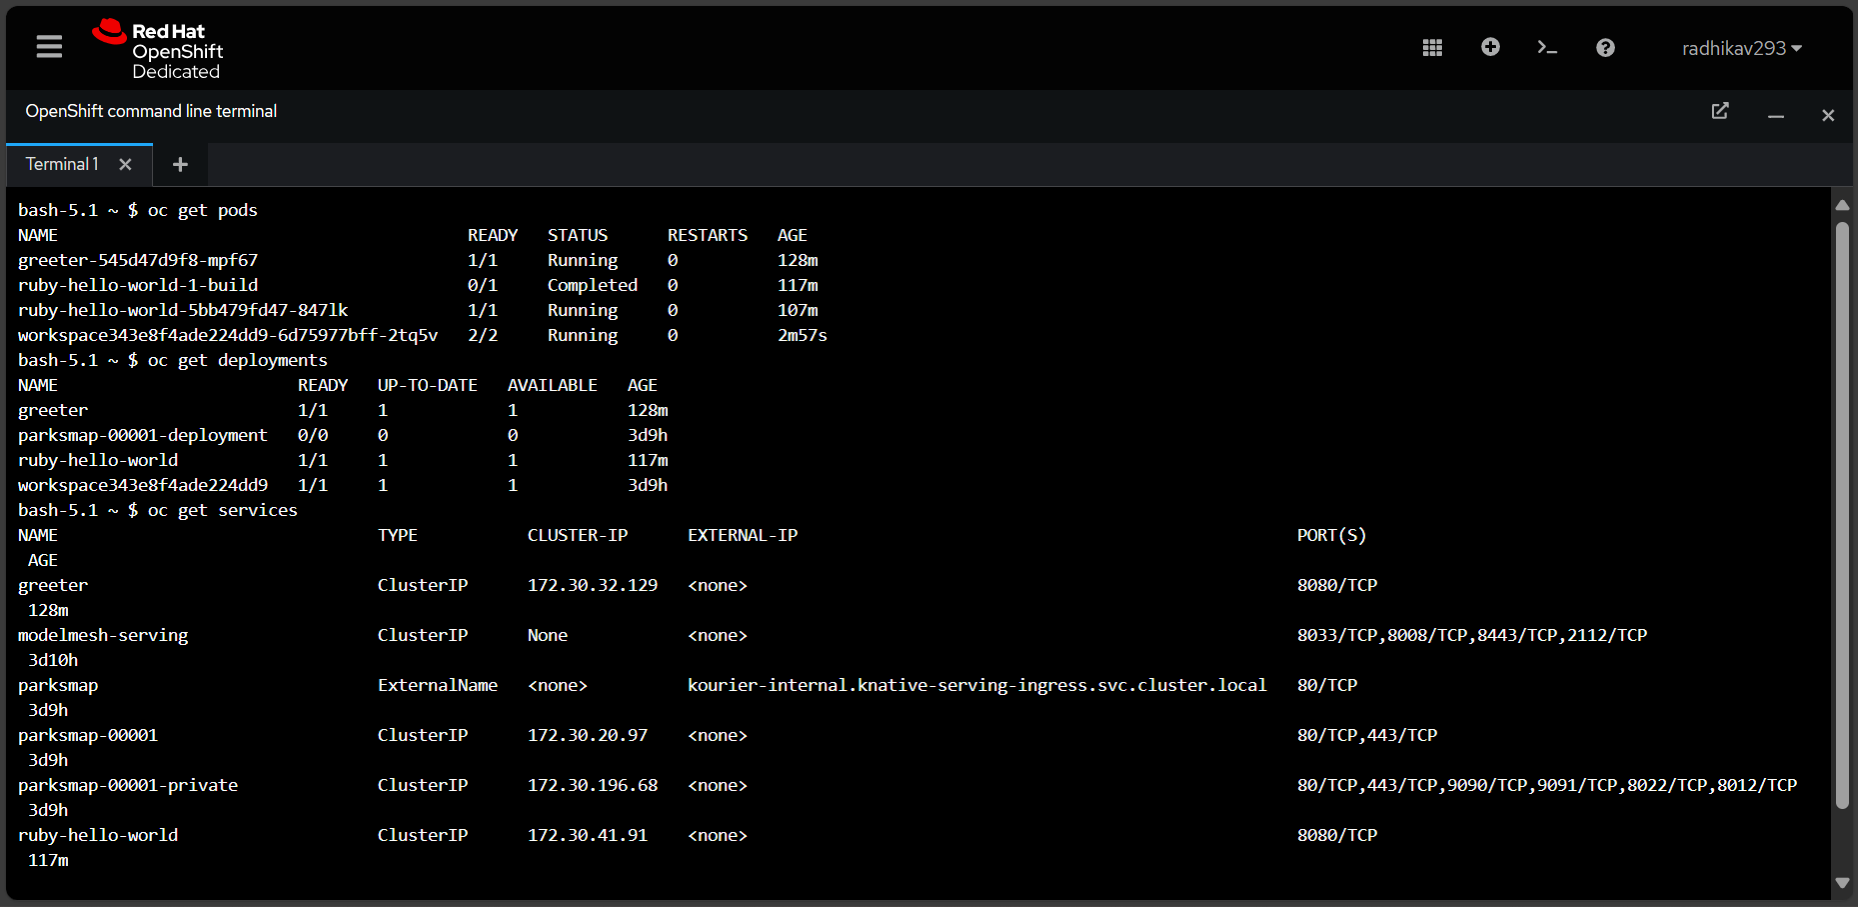 Red Hat
OpenShift
Dedicated
radhikav293
OpenShift command line terminal
Terminal 1
bash-5.1 ~ $ oc get pods
NAME                                         READY   STATUS      RESTARTS   AGE
greeter-545d47d9f8-mpf67                     1/1     Running     0          128m
ruby-hello-world-1-build                     0/1     Completed   0          117m
ruby-hello-world-5bb479fd47-847lk            1/1     Running     0          107m
workspace343e8f4ade224dd9-6d75977bff-2tq5v   2/2     Running     0          2m57s
bash-5.1 ~ $ oc get deployments
NAME                        READY   UP-TO-DATE   AVAILABLE   AGE
greeter                     1/1     1            1           128m
parksmap-00001-deployment   0/0     0            0           3d9h
ruby-hello-world            1/1     1            1           117m
workspace343e8f4ade224dd9   1/1     1            1           3d9h
bash-5.1 ~ $ oc get services
NAME                                TYPE           CLUSTER-IP      EXTERNAL-IP                                                  PORT(S)
 AGE
greeter                             ClusterIP      172.30.32.129   <none>                                                       8080/TCP
 128m
modelmesh-serving                   ClusterIP      None            <none>                                                       8033/TCP,8008/TCP,8443/TCP,2112/TCP
 3d10h
parksmap                            ExternalName   <none>          kourier-internal.knative-serving-ingress.svc.cluster.local   80/TCP
 3d9h
parksmap-00001                      ClusterIP      172.30.20.97    <none>                                                       80/TCP,443/TCP
 3d9h
parksmap-00001-private              ClusterIP      172.30.196.68   <none>                                                       80/TCP,443/TCP,9090/TCP,9091/TCP,8022/TCP,8012/TCP
 3d9h
ruby-hello-world                    ClusterIP      172.30.41.91    <none>                                                       8080/TCP
 117m